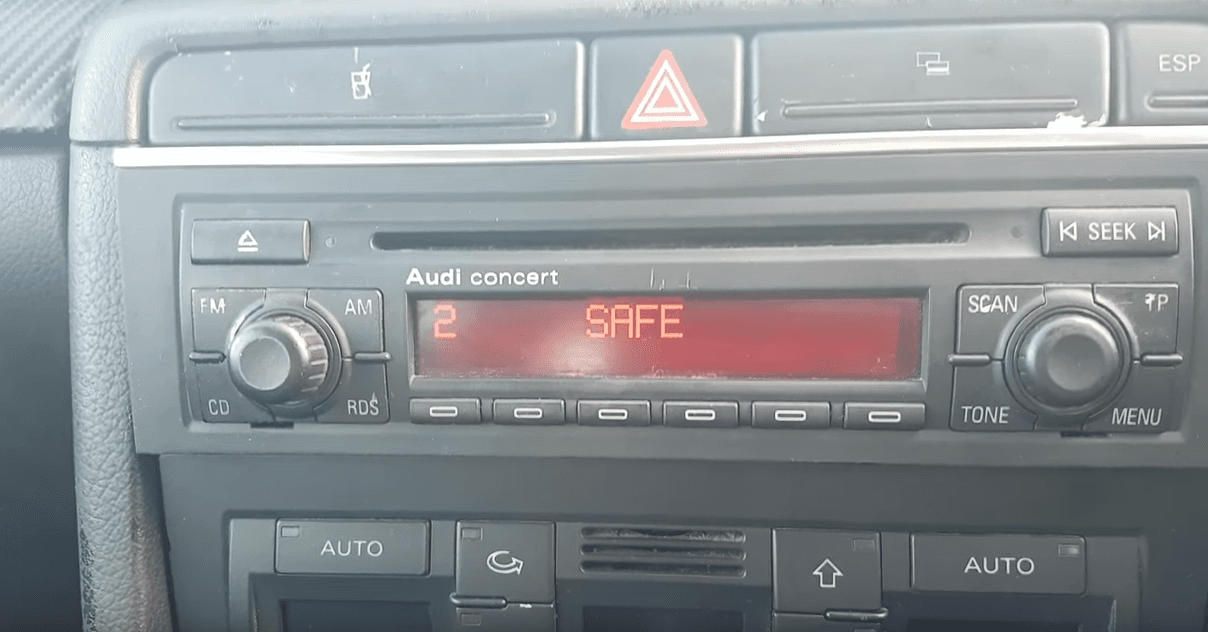 ESP
SEEK
Audi concert
FM
AM
2 SAFE
SCAN
TP
CD
RDS
TONE
MENU
AUTO
AUTO